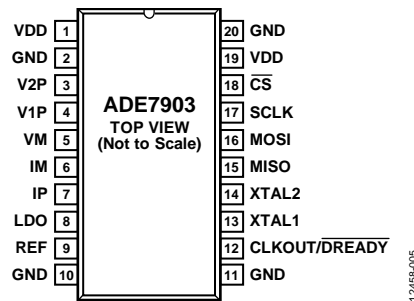 VDD 1
GND 2
V2P 3
V1P 4
VM 5
IM 6
IP 7
LDO 8
REF 9
GND 10
ADE7903
TOP VIEW
(Not to Scale)
20 GND
19 VDD
18 CS
17 SCLK
16 MOSI
15 MISO
14 XTAL2
13 XTAL1
12 CLKOUT/DREADY
11 GND
12458-005